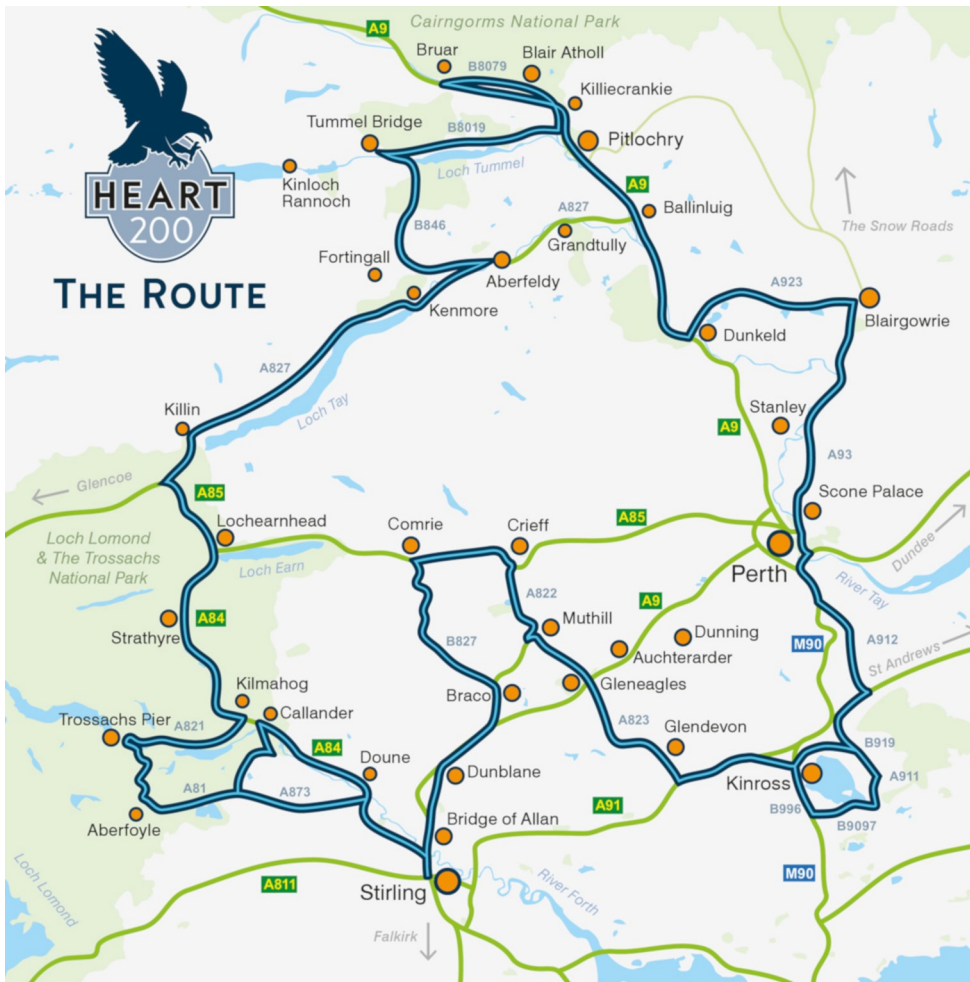 Cairngorms National Park
A9
Bruar
B8079
Blair Atholl
Killiecrankie
Tummel Bridge
B8019
Pitlochry
Loch Tummel
Kinloch
Rannoch
HEART
200
THE ROUTE
A9
B846
A827
Ballinluig
Grandtully
The Snow Roads
Fortingall
Aberfeldy
Kenmore
A923
Blairgowrie
Dunkeld
A827
Loch Tay
Killin
Stanley
A9
A93
Glencoe
A85
Scone Palace
Loch Lomond
& The Trossachs
National Park
Lochearnhead
Comrie
Crieff
A85
Loch Earn
Perth
Dundee
River Tay
A822
A9
Muthill
Strathyre
A84
B827
Dunning
Auchterarder
M90
A912
St Andrews
Kilmahog
Callander
Braco
Gleneagles
Trossachs Pier
A821
A84
A823
Glendevon
Doune
Dunblane
Kinross
B919
A911
A81
A873
Aberfoyle
A91
B996
B9097
Bridge of Allan
M90
Loch Lomond
A811
Stirling
River Forth
Falkirk